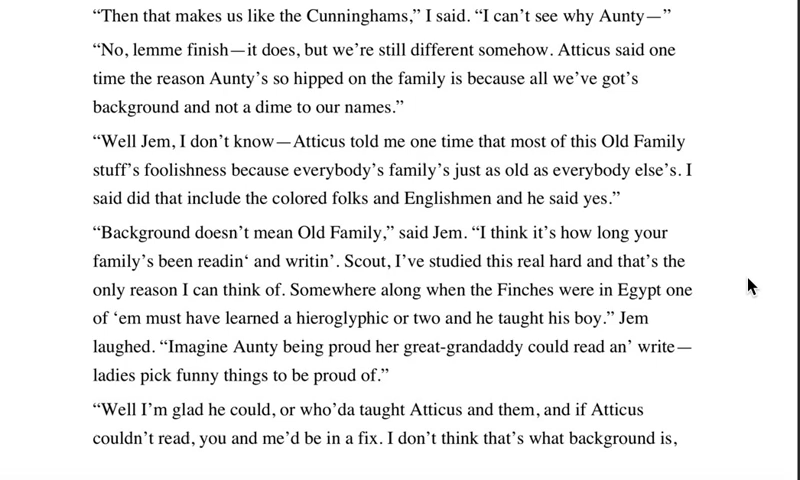 “Then that makes us like the Cunninghams,” I said. “I can’t see why Aunty—”
“No, lemme finish—it does, but we’re still different somehow. Atticus said one
time the reason Aunty’s so hipped on the family is because all we’ve got’s
background and not a dime to our names.”
“Well Jem, I don’t know—Atticus told me one time that most of this Old Family
stuff’s foolishness because everybody’s family’s just as old as everybody else’s. I
said did that include the colored folks and Englishmen and he said yes.”
“Background doesn’t mean Old Family,” said Jem. “I think it’s how long your
family’s been readin‘ and writin’. Scout, I’ve studied this real hard and that’s the
only reason I can think of. Somewhere along when the Finches were in Egypt one
of ‘em must have learned a hieroglyphic or two and he taught his boy.” Jem
laughed. “Imagine Aunty being proud her great-grandaddy could read an’ write—
ladies pick funny things to be proud of.”
“Well I’m glad he could, or who’da taught Atticus and them, and if Atticus
couldn’t read, you and me’d be in a fix. I don’t think that’s what background is,